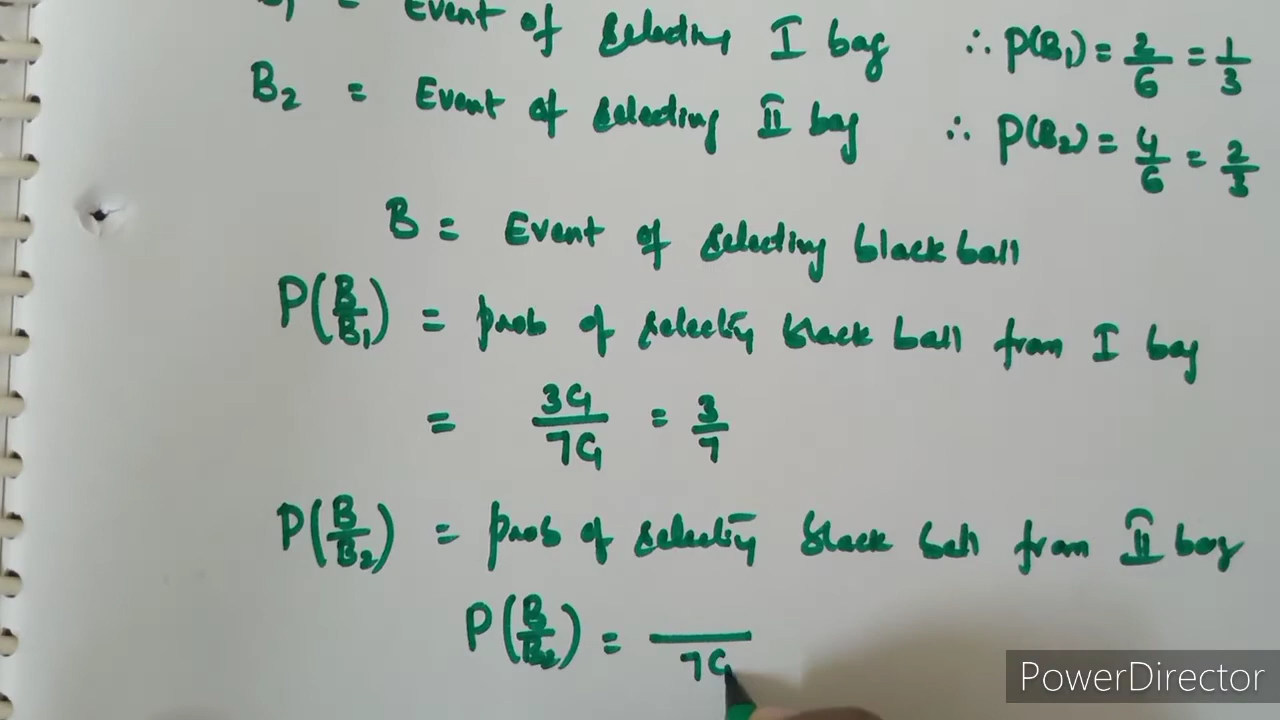 B₁ = Event of selecting I bag ∴ P(B₁) = 2/6 = 1/3
B₂ = Event of selecting II bag ∴ P(B₂) = 4/6 = 2/3
B = Event of selecting black ball
P(B/B₁) = prob of selectig black ball from I bag
= 3C₁/7C₁ = 3/7
P(B/B₂) = prob of selectig black ball from II bag
P(B/B₂) = /7C₁
PowerDirector